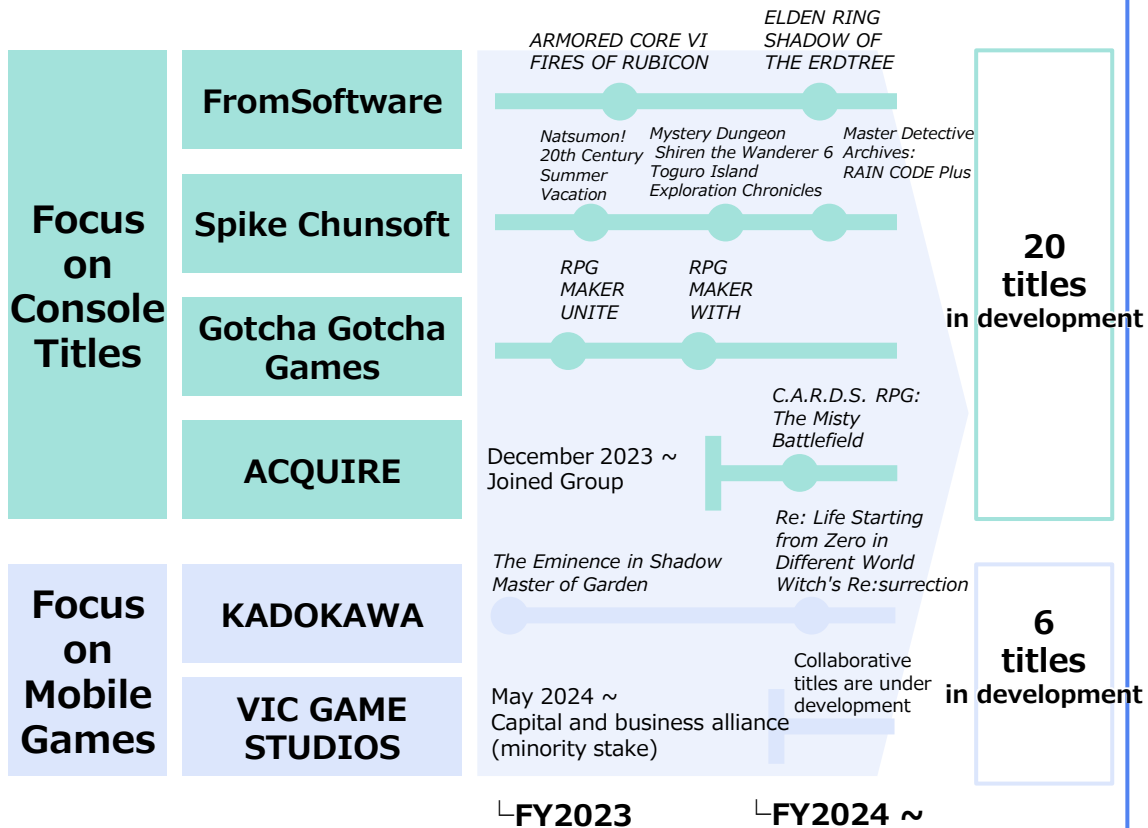 Focus
on
Console
Titles
FromSoftware
ARMORED CORE VI
FIRES OF RUBICON
ELDEN RING
SHADOW OF
THE ERDTREE
Spike Chunsoft
Natsumon!
20th Century
Summer
Vacation
Mystery Dungeon
Shiren the Wanderer 6
Toguro Island
Exploration Chronicles
Master Detective
Archives:
RAIN CODE Plus
Gotcha Gotcha
Games
RPG
MAKER
UNITE
RPG
MAKER
WITH
ACQUIRE
December 2023 ~
Joined Group
C.A.R.D.S. RPG:
The Misty
Battlefield
20
titles
in development
Focus
on
Mobile
Games
KADOKAWA
The Eminence in Shadow
Master of Garden
Re: Life Starting
from Zero in
Different World
Witch's Re:surrection
VIC GAME
STUDIOS
May 2024 ~
Capital and business alliance
(minority stake)
Collaborative
titles are under
development
6
titles
in development
└FY2023
└FY2024 ~